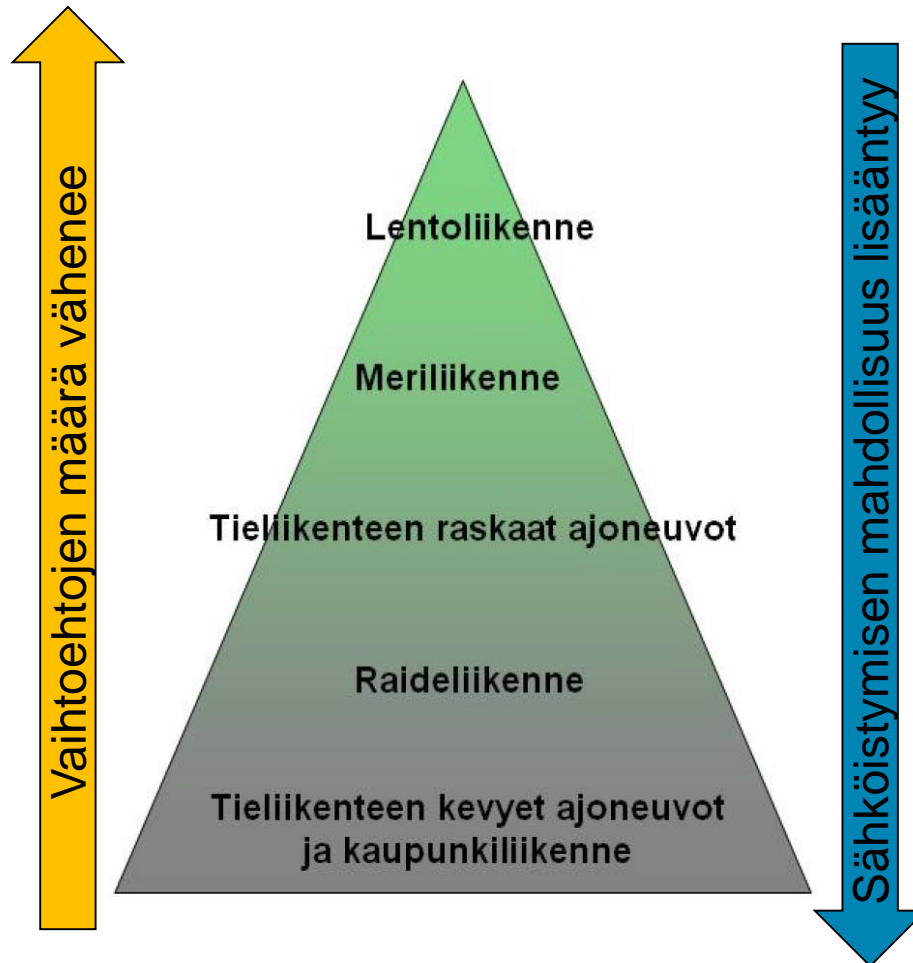 Vaihtoehtojen määrä vähenee
Lentoliikenne
Meriliikenne
Tieliikenteen raskaat ajoneuvot
Raideliikenne
Tieliikenteen kevyet ajoneuvot
ja kaupunkiliikenne
Sähköistymisen mahdollisuus lisääntyy